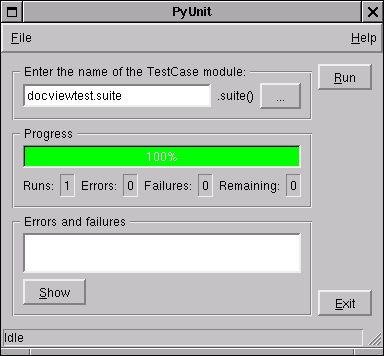 PyUnit
File Help
Enter the name of the TestCase module:
docviewtest.suite .suite() ... Run
Progress
100%
Runs: 1 Errors: 0 Failures: 0 Remaining: 0
Errors and failures
Show
Exit
Idle